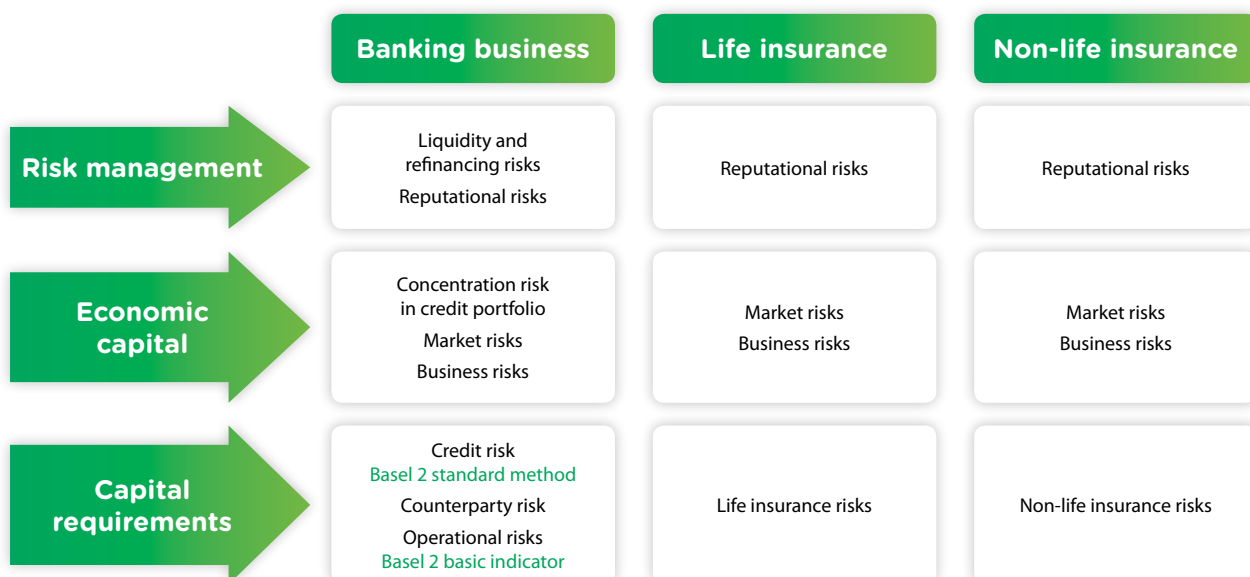 Banking business
Life insurance
Non-life insurance
Risk management
Liquidity and
refinancing risks
Reputational risks
Reputational risks
Reputational risks
Economic
capital
Concentration risk
in credit portfolio
Market risks
Business risks
Market risks
Business risks
Market risks
Business risks
Capital
requirements
Credit risk
Basel 2 standard method
Counterparty risk
Operational risks
Basel 2 basic indicator
Life insurance risks
Non-life insurance risks